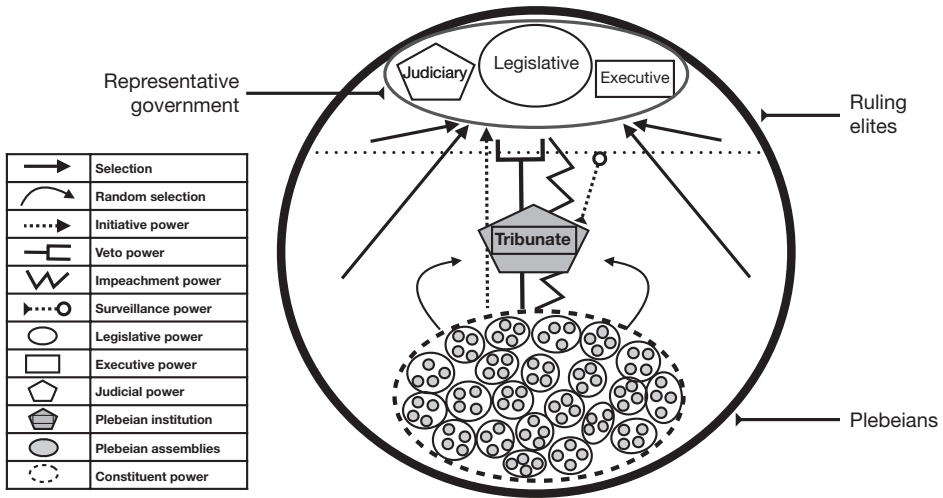 Judiciary
Legislative
Executive
Representative
government
Ruling
elites
Selection
Random selection
Initiative power
Veto power
Impeachment power
Surveillance power
Legislative power
Executive power
Judicial power
Plebeian institution
Plebeian assemblies
Constituent power
Tribunate
Plebeians